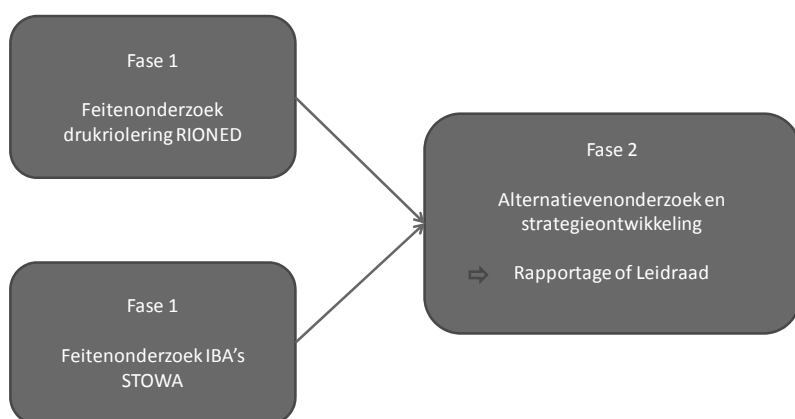 Fase 1
Feitenonderzoek
drukriolering RIONED
Fase 1
Feitenonderzoek IBA's
STOWA
Fase 2
Alternatievenonderzoek en
strategieontwikkeling
⇨ Rapportage of Leidraad